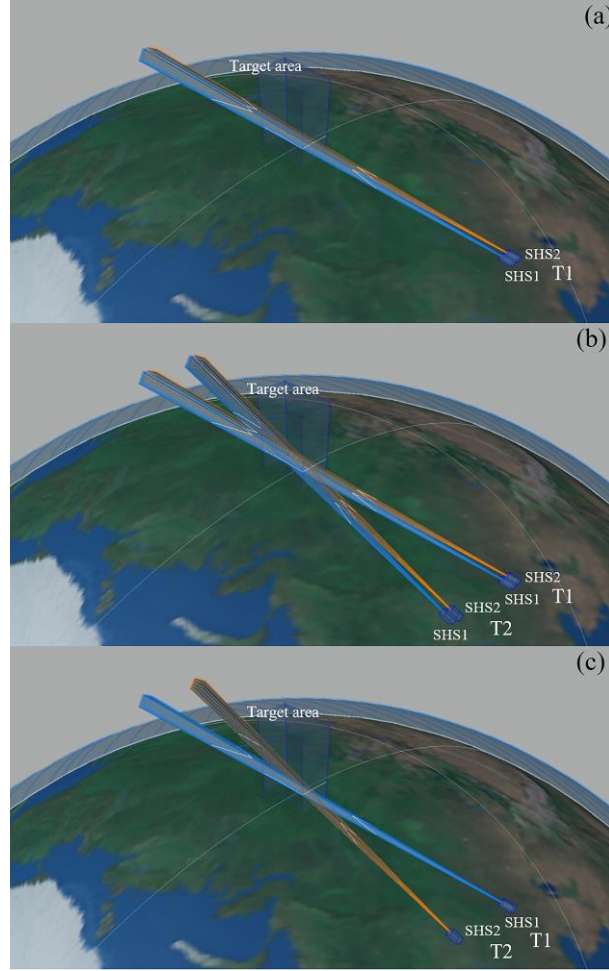 (a)
Target area
SHS2
SHS1 T1
(b)
Target area
SHS2
SHS1 T1
SHS2
SHS1 T2
(c)
Target area
SHS1
SHS2 T1
T2